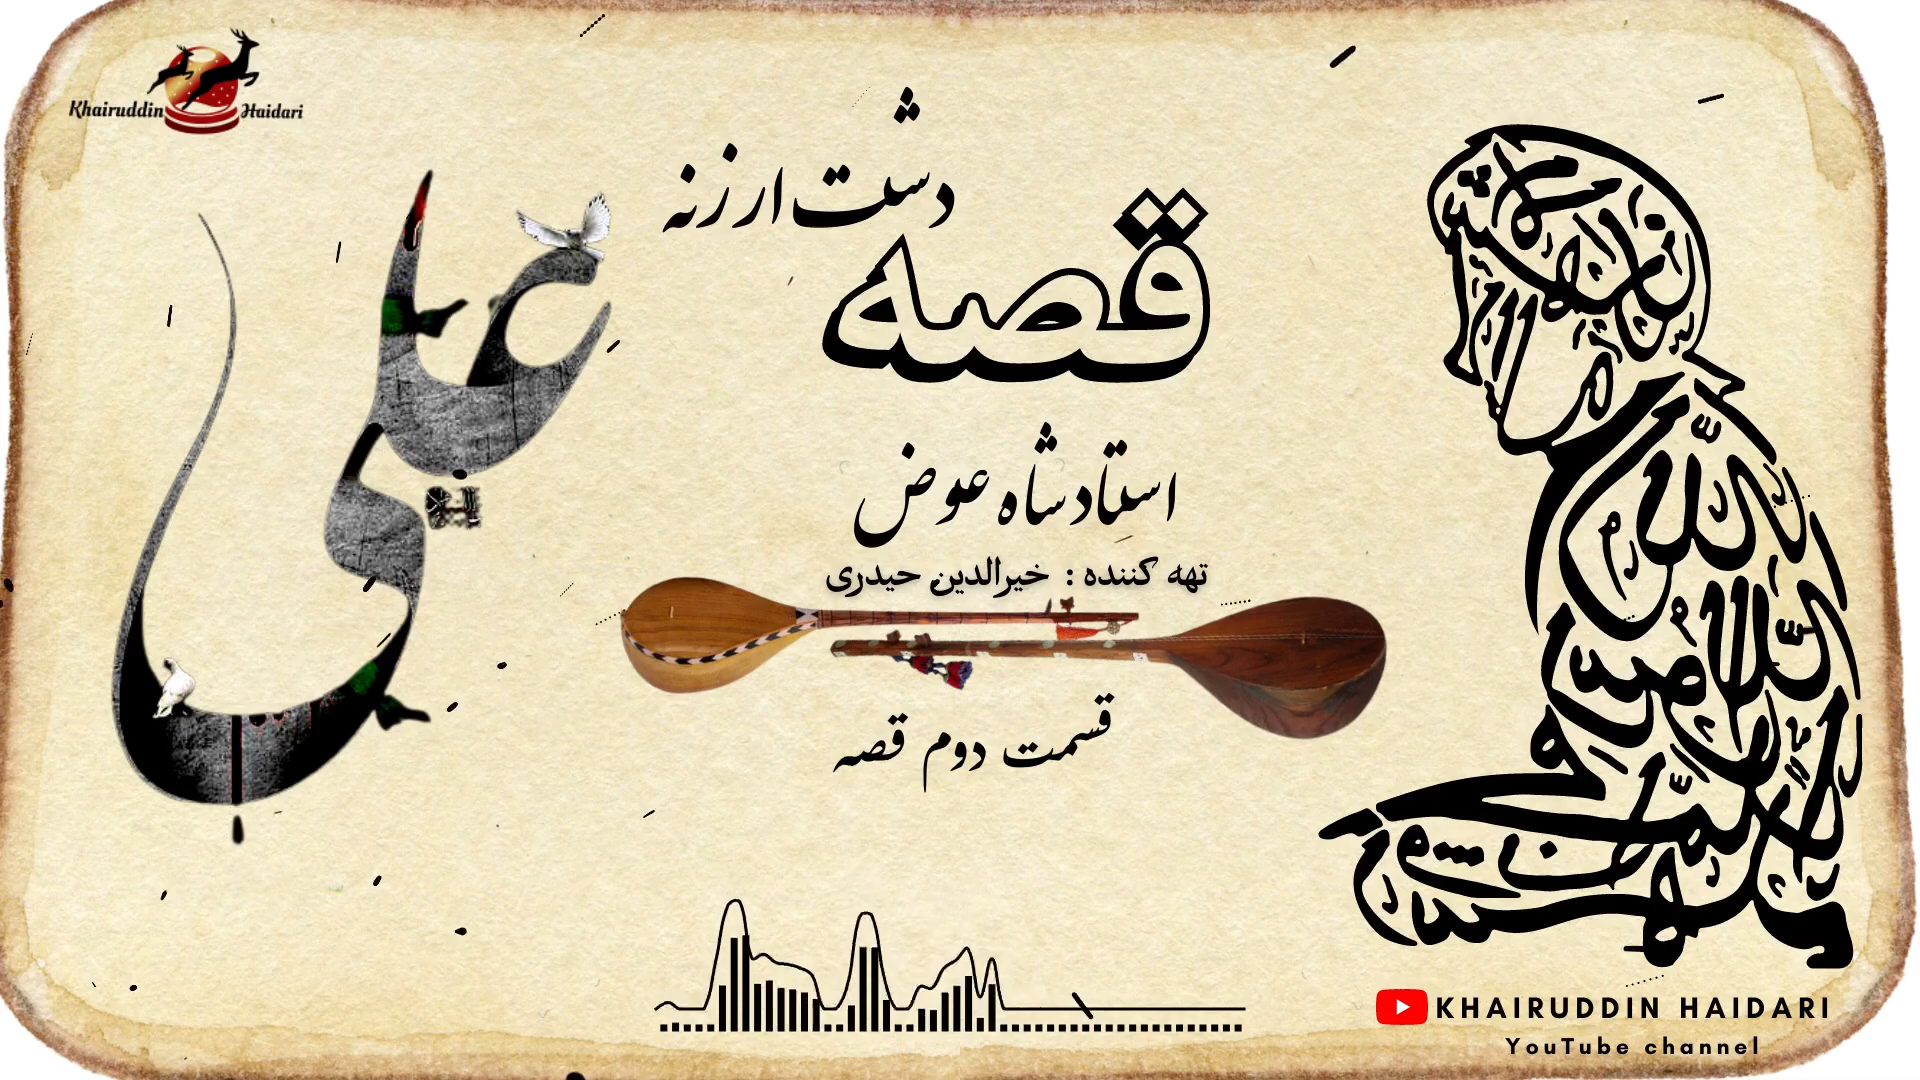 Khairuddin Haidari
دشت ارزنه
قصه
علی
استاد شاه عوض
تهه کننده : خیرالدین حیدری
قسمت دوم قصه
KHAIRUDDIN HAIDARI
YouTube channel